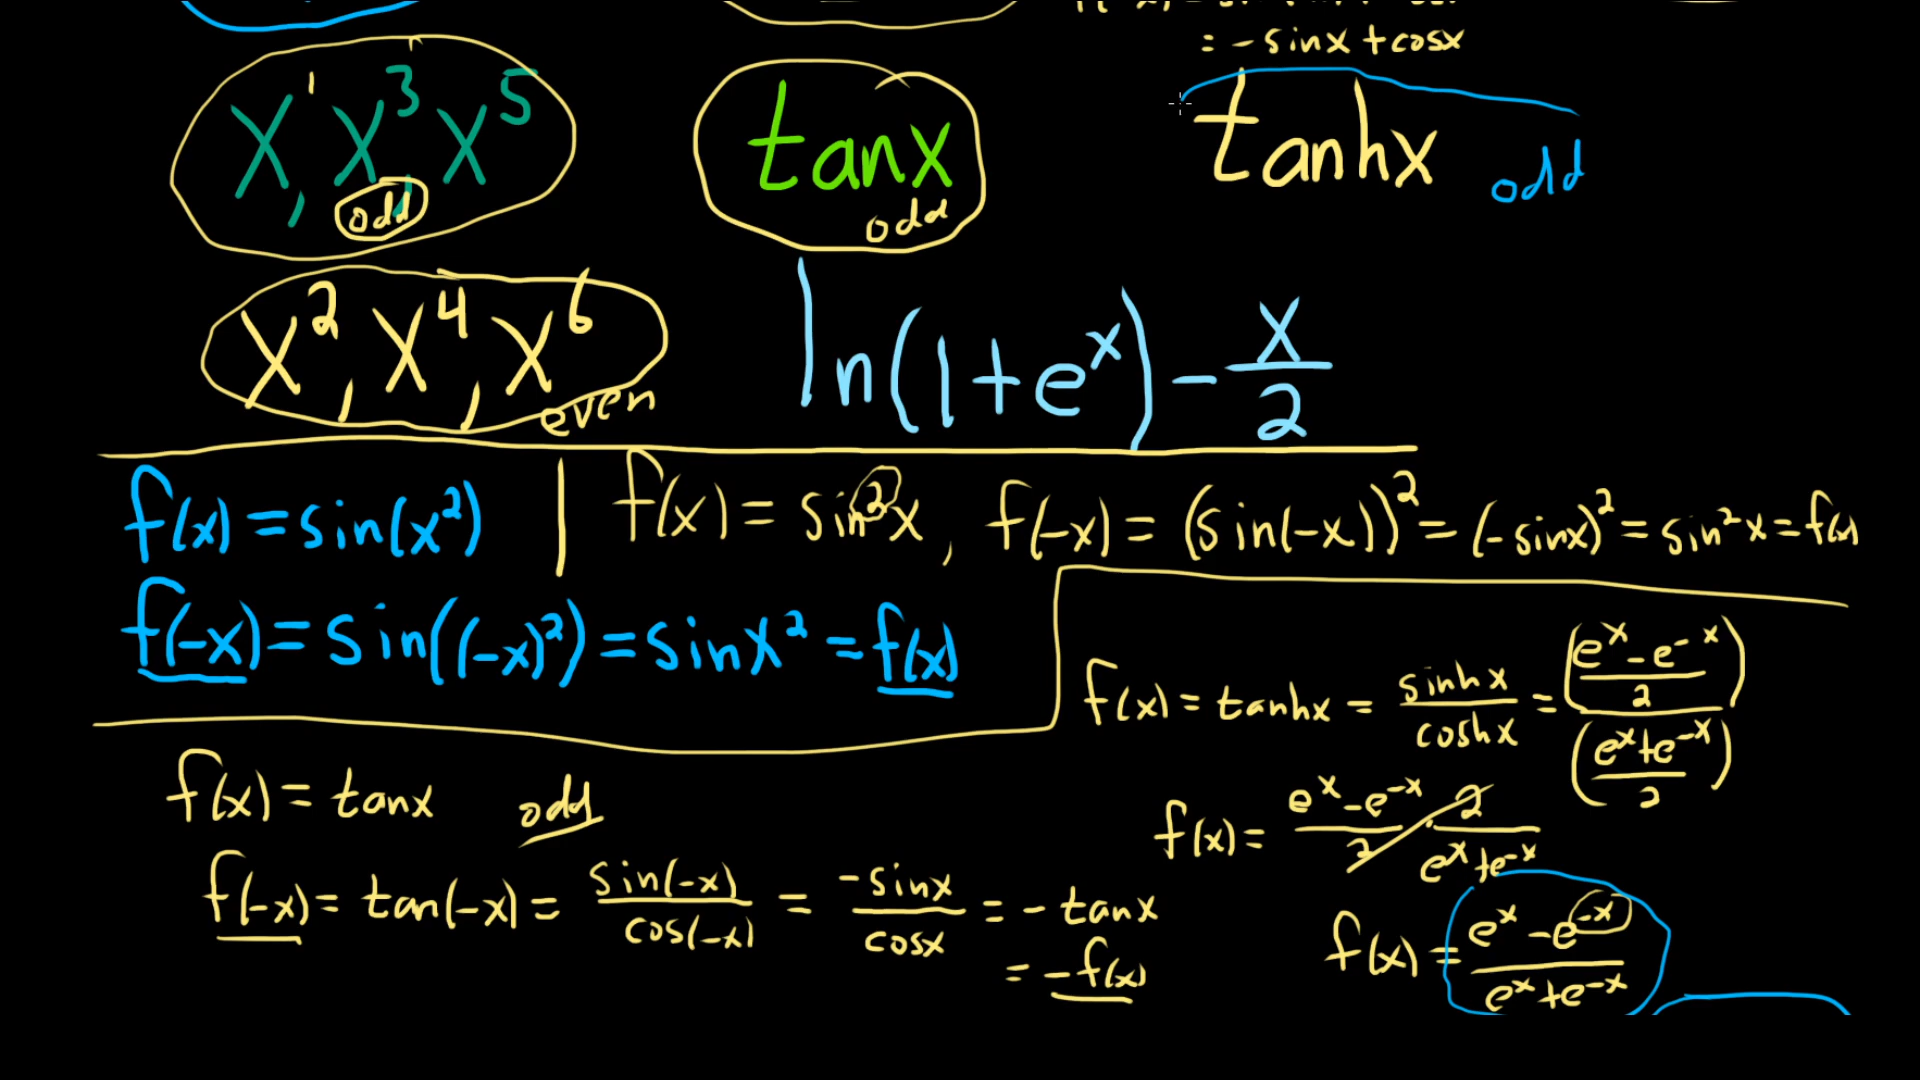 = -sinx + cosx
x¹, x³, x⁵
odd
tanx
odd
tanhx odd
x², x⁴, x⁶
even
ln(1+eˣ) - x/2
f(x) = sin(x²)
f(-x) = sin((-x)²) = sinx² = f(x)
f(x) = sin²x, f(-x) = (sin(-x))² = (-sinx)² = sin²x = f(x)
f(x) = tanx odd
f(-x) = tan(-x) = sin(-x)/cos(-x) = -sinx/cosx = -tanx
= -f(x)
f(x) = tanhx = sinhx/coshx = ((eˣ-e⁻ˣ)/2)/((eˣ+e⁻ˣ)/2)
f(x) = (eˣ-e⁻ˣ)/2 · 2/(eˣ+e⁻ˣ)
f(x) = (eˣ-e⁻ˣ)/(eˣ+e⁻ˣ)